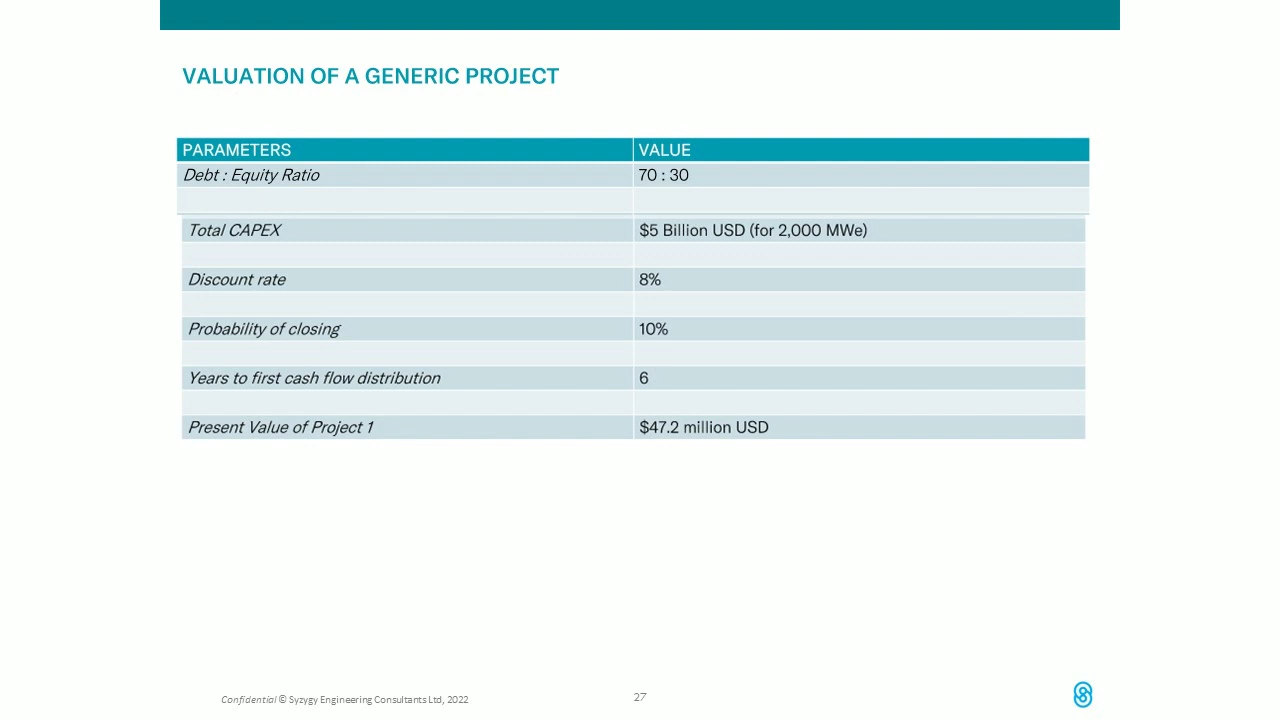 VALUATION OF A GENERIC PROJECT
PARAMETERS VALUE
Debt : Equity Ratio 70 : 30
Total CAPEX $5 Billion USD (for 2,000 MWe)
Discount rate 8%
Probability of closing 10%
Years to first cash flow distribution 6
Present Value of Project 1 $47.2 million USD
Confidential © Syzygy Engineering Consultants Ltd, 2022 27